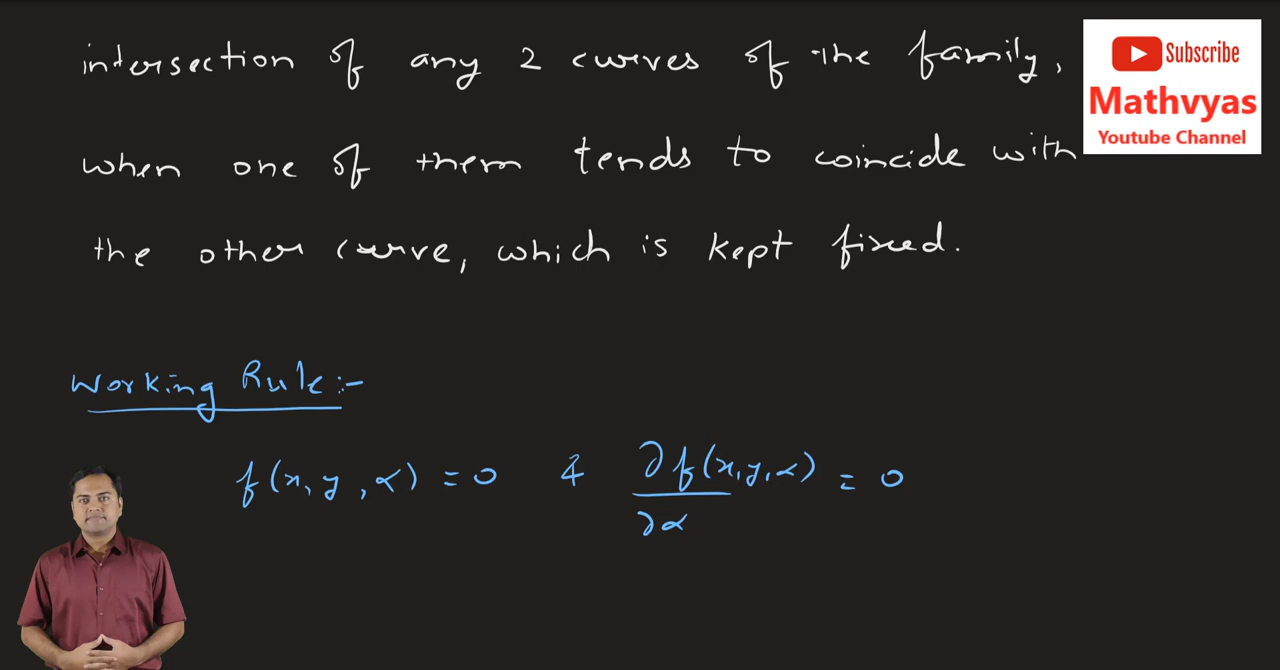 intersection of any 2 curves of the family,
when one of them tends to coincide with
the other curve, which is kept fixed.
Subscribe
Mathvyas
Youtube Channel
Working Rule:-
f(x, y, α) = 0 & ∂f(x,y,α)/∂α = 0